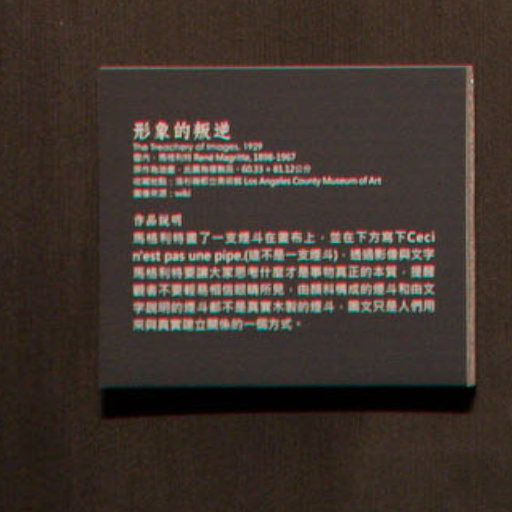 形象的叛逆
The Treachery of Images, 1929
雷內．馬格利特 René Magritte, 1898-1967
原作為油畫，此圖為複製品，60.33 × 81.12公分
收藏地點：洛杉磯郡立美術館 Los Angeles County Museum of Art
圖像來源：wiki
作品說明
馬格利特畫了一支煙斗在畫布上，並在下方寫下Ceci
n'est pas une pipe.(這不是一支煙斗)，透過影像與文字
馬格利特要讓大家思考什麼才是事物真正的本質，提醒
觀者不要輕易相信眼睛所見，由顏料構成的煙斗和由文
字說明的煙斗都不是真實木製的煙斗，圖文只是人們用
來與真實建立關係的一個方式。